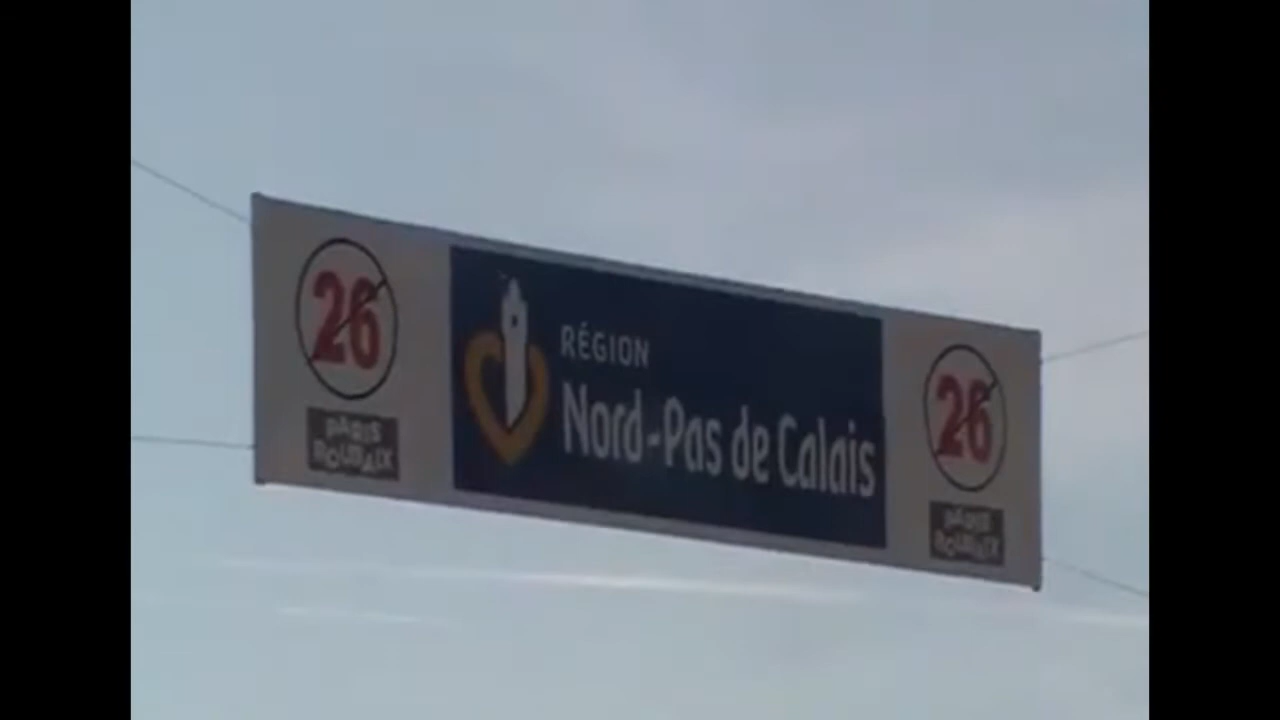 26
PARIS
ROUBAIX
RÉGION
Nord-Pas de Calais
26
PARIS
ROUBAIX